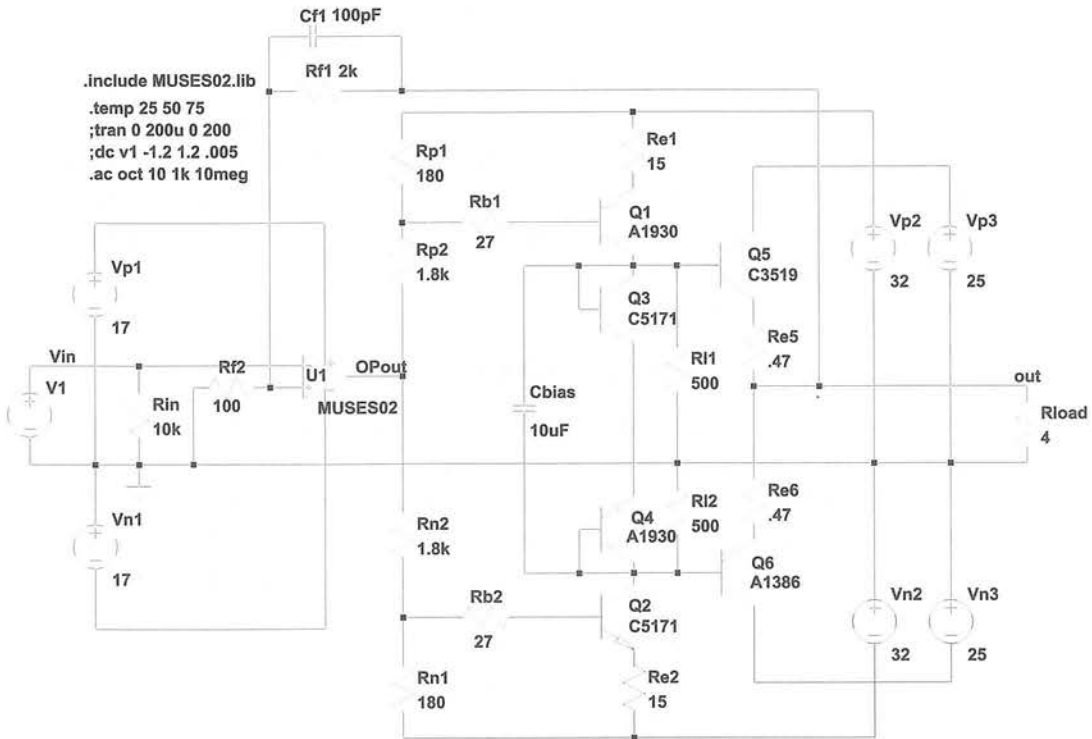 Cf1 100pF
Rf1 2k
.include MUSES02.lib
.temp 25 50 75
;tran 0 200u 0 200
;dc v1 -1.2 1.2 .005
.ac oct 10 1k 10meg
Rp1
180
Re1
15
Rb1
27
Q1
A1930
Rp2
1.8k
Vp1
17
Q3
C5171
Q5
C3519
Vp2
32
Vp3
25
Vin
V1
Rin
10k
Rf2
100
U1
MUSES02
OPout
Cbias
10uF
Rl1
500
Re5
.47
out
Rload
4
Vn1
17
Rn2
1.8k
Q4
A1930
Rl2
500
Re6
.47
Q6
A1386
Rb2
27
Q2
C5171
Vn2
32
Vn3
25
Rn1
180
Re2
15